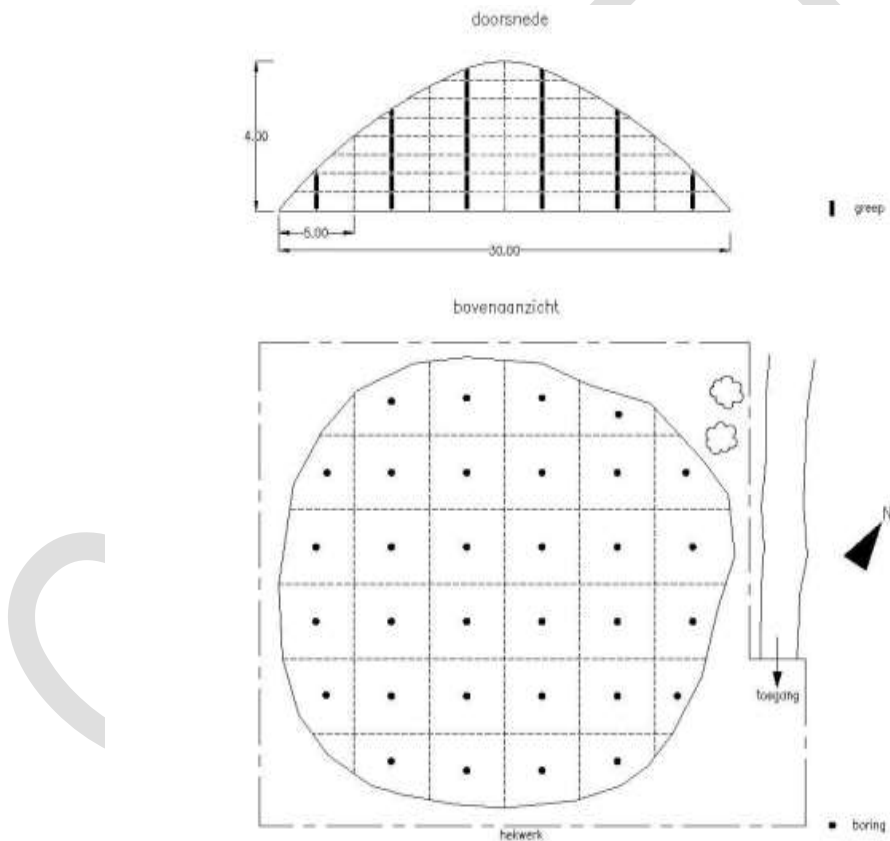 doorsnede
4.00
greep
5.00
30.00
bovenaanzicht
N
toegang
hekwerk
boring